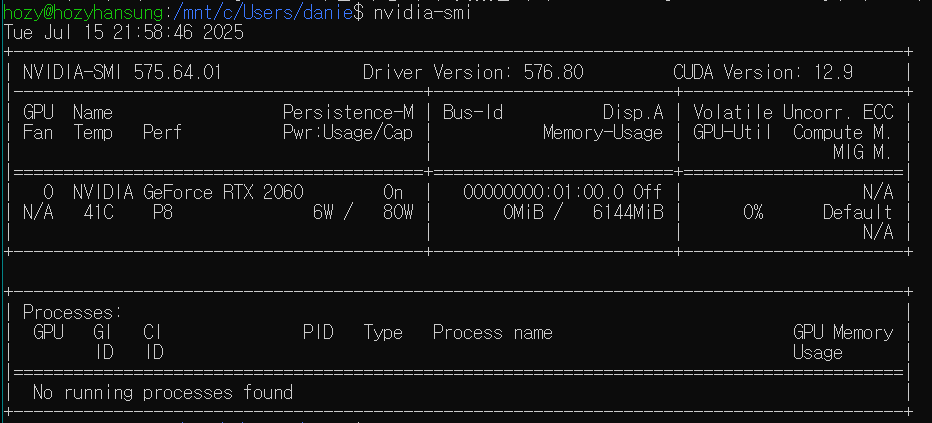 hozy@hozyhansung:/mnt/c/Users/danie$ nvidia-smi
Tue Jul 15 21:58:46 2025
+-----------------------------------------------------------------------------------------+
| NVIDIA-SMI 575.64.01              Driver Version: 576.80         CUDA Version: 12.9     |
|-----------------------------------------+------------------------+----------------------+
| GPU  Name                 Persistence-M | Bus-Id          Disp.A | Volatile Uncorr. ECC |
| Fan  Temp   Perf          Pwr:Usage/Cap |           Memory-Usage | GPU-Util  Compute M. |
|                                         |                        |               MIG M. |
|=========================================+========================+======================|
|   0  NVIDIA GeForce RTX 2060        On  |   00000000:01:00.0 Off |                  N/A |
| N/A   41C    P8              6W /   80W |       0MiB /   6144MiB |      0%      Default |
|                                         |                        |                  N/A |
+-----------------------------------------+------------------------+----------------------+
+-----------------------------------------------------------------------------------------+
| Processes:                                                                              |
|  GPU   GI   CI              PID   Type   Process name                        GPU Memory |
|        ID   ID                                                               Usage      |
|=========================================================================================|
|  No running processes found                                                             |
+-----------------------------------------------------------------------------------------+